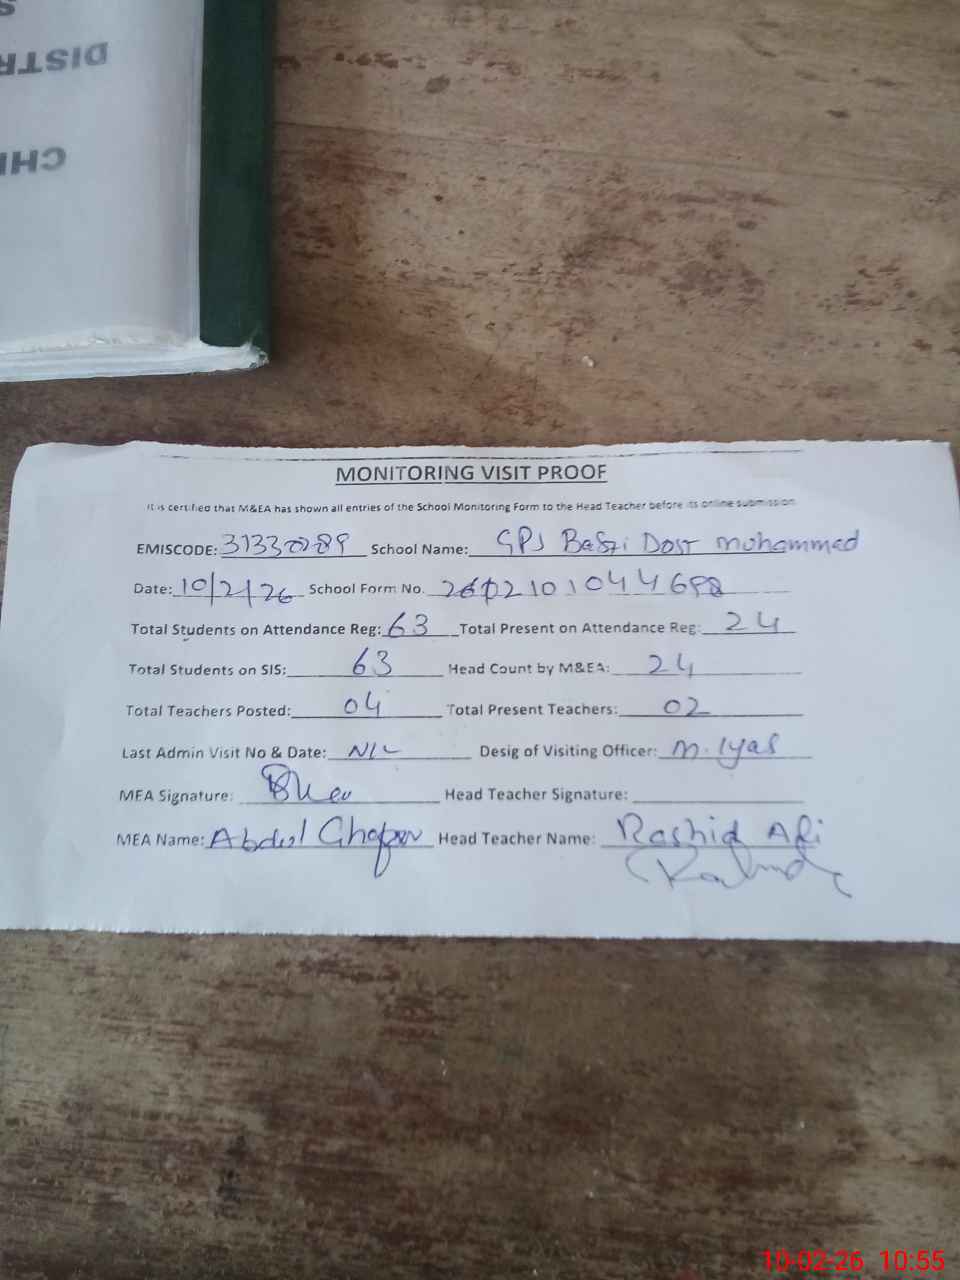 S
DISTR
CHI
MONITORING VISIT PROOF
It is certified that M&EA has shown all entries of the School Monitoring Form to the Head Teacher before its online submission
EMISCODE: School Name: GPS Basti Dost mohammed
Date: 10/2/26 School Form No.
Total Students on Attendance Reg: 63 Total Present on Attendance Reg: 24
Total Students on SIS: 63 Head Count by M&EA: 24
Total Teachers Posted: 04 Total Present Teachers: 02
Last Admin Visit No & Date: NIL Desig of Visiting Officer: M. Iyas
MEA Signature: Head Teacher Signature:
MEA Name: Abdul Ghafoor Head Teacher Name: Rashid Ali
10-02-26 10:55